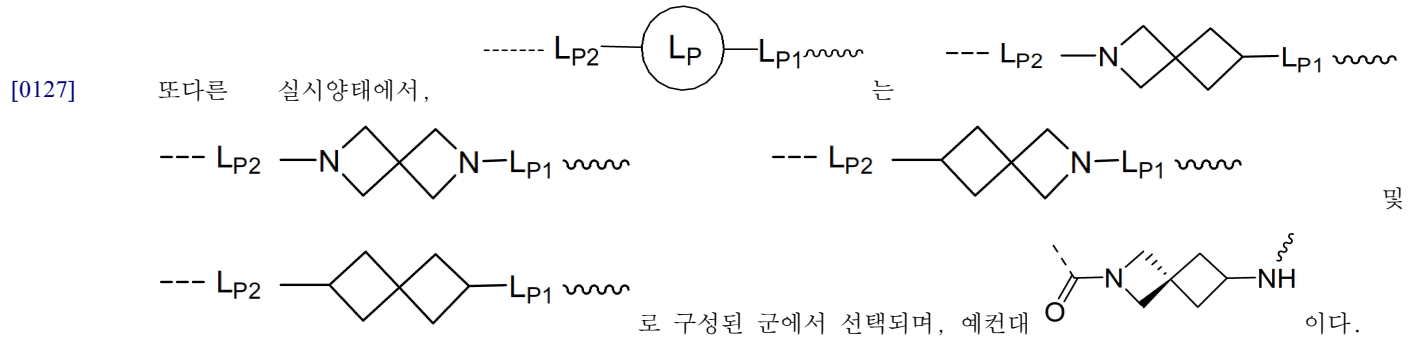 [0127] 또다른 실시양태에서, L_P2 L_P L_P1 는 L_P2 N L_P1
L_P2 N N L_P1 L_P2 N L_P1 및
L_P2 L_P1 로 구성된 군에서 선택되며, 예컨대 O N NH 이다.